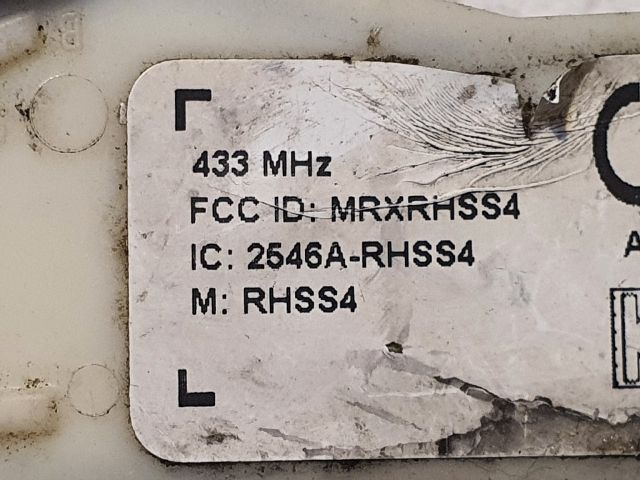 433 MHz
FCC ID: MRXRHSS4
IC: 2546A-RHSS4
M: RHSS4